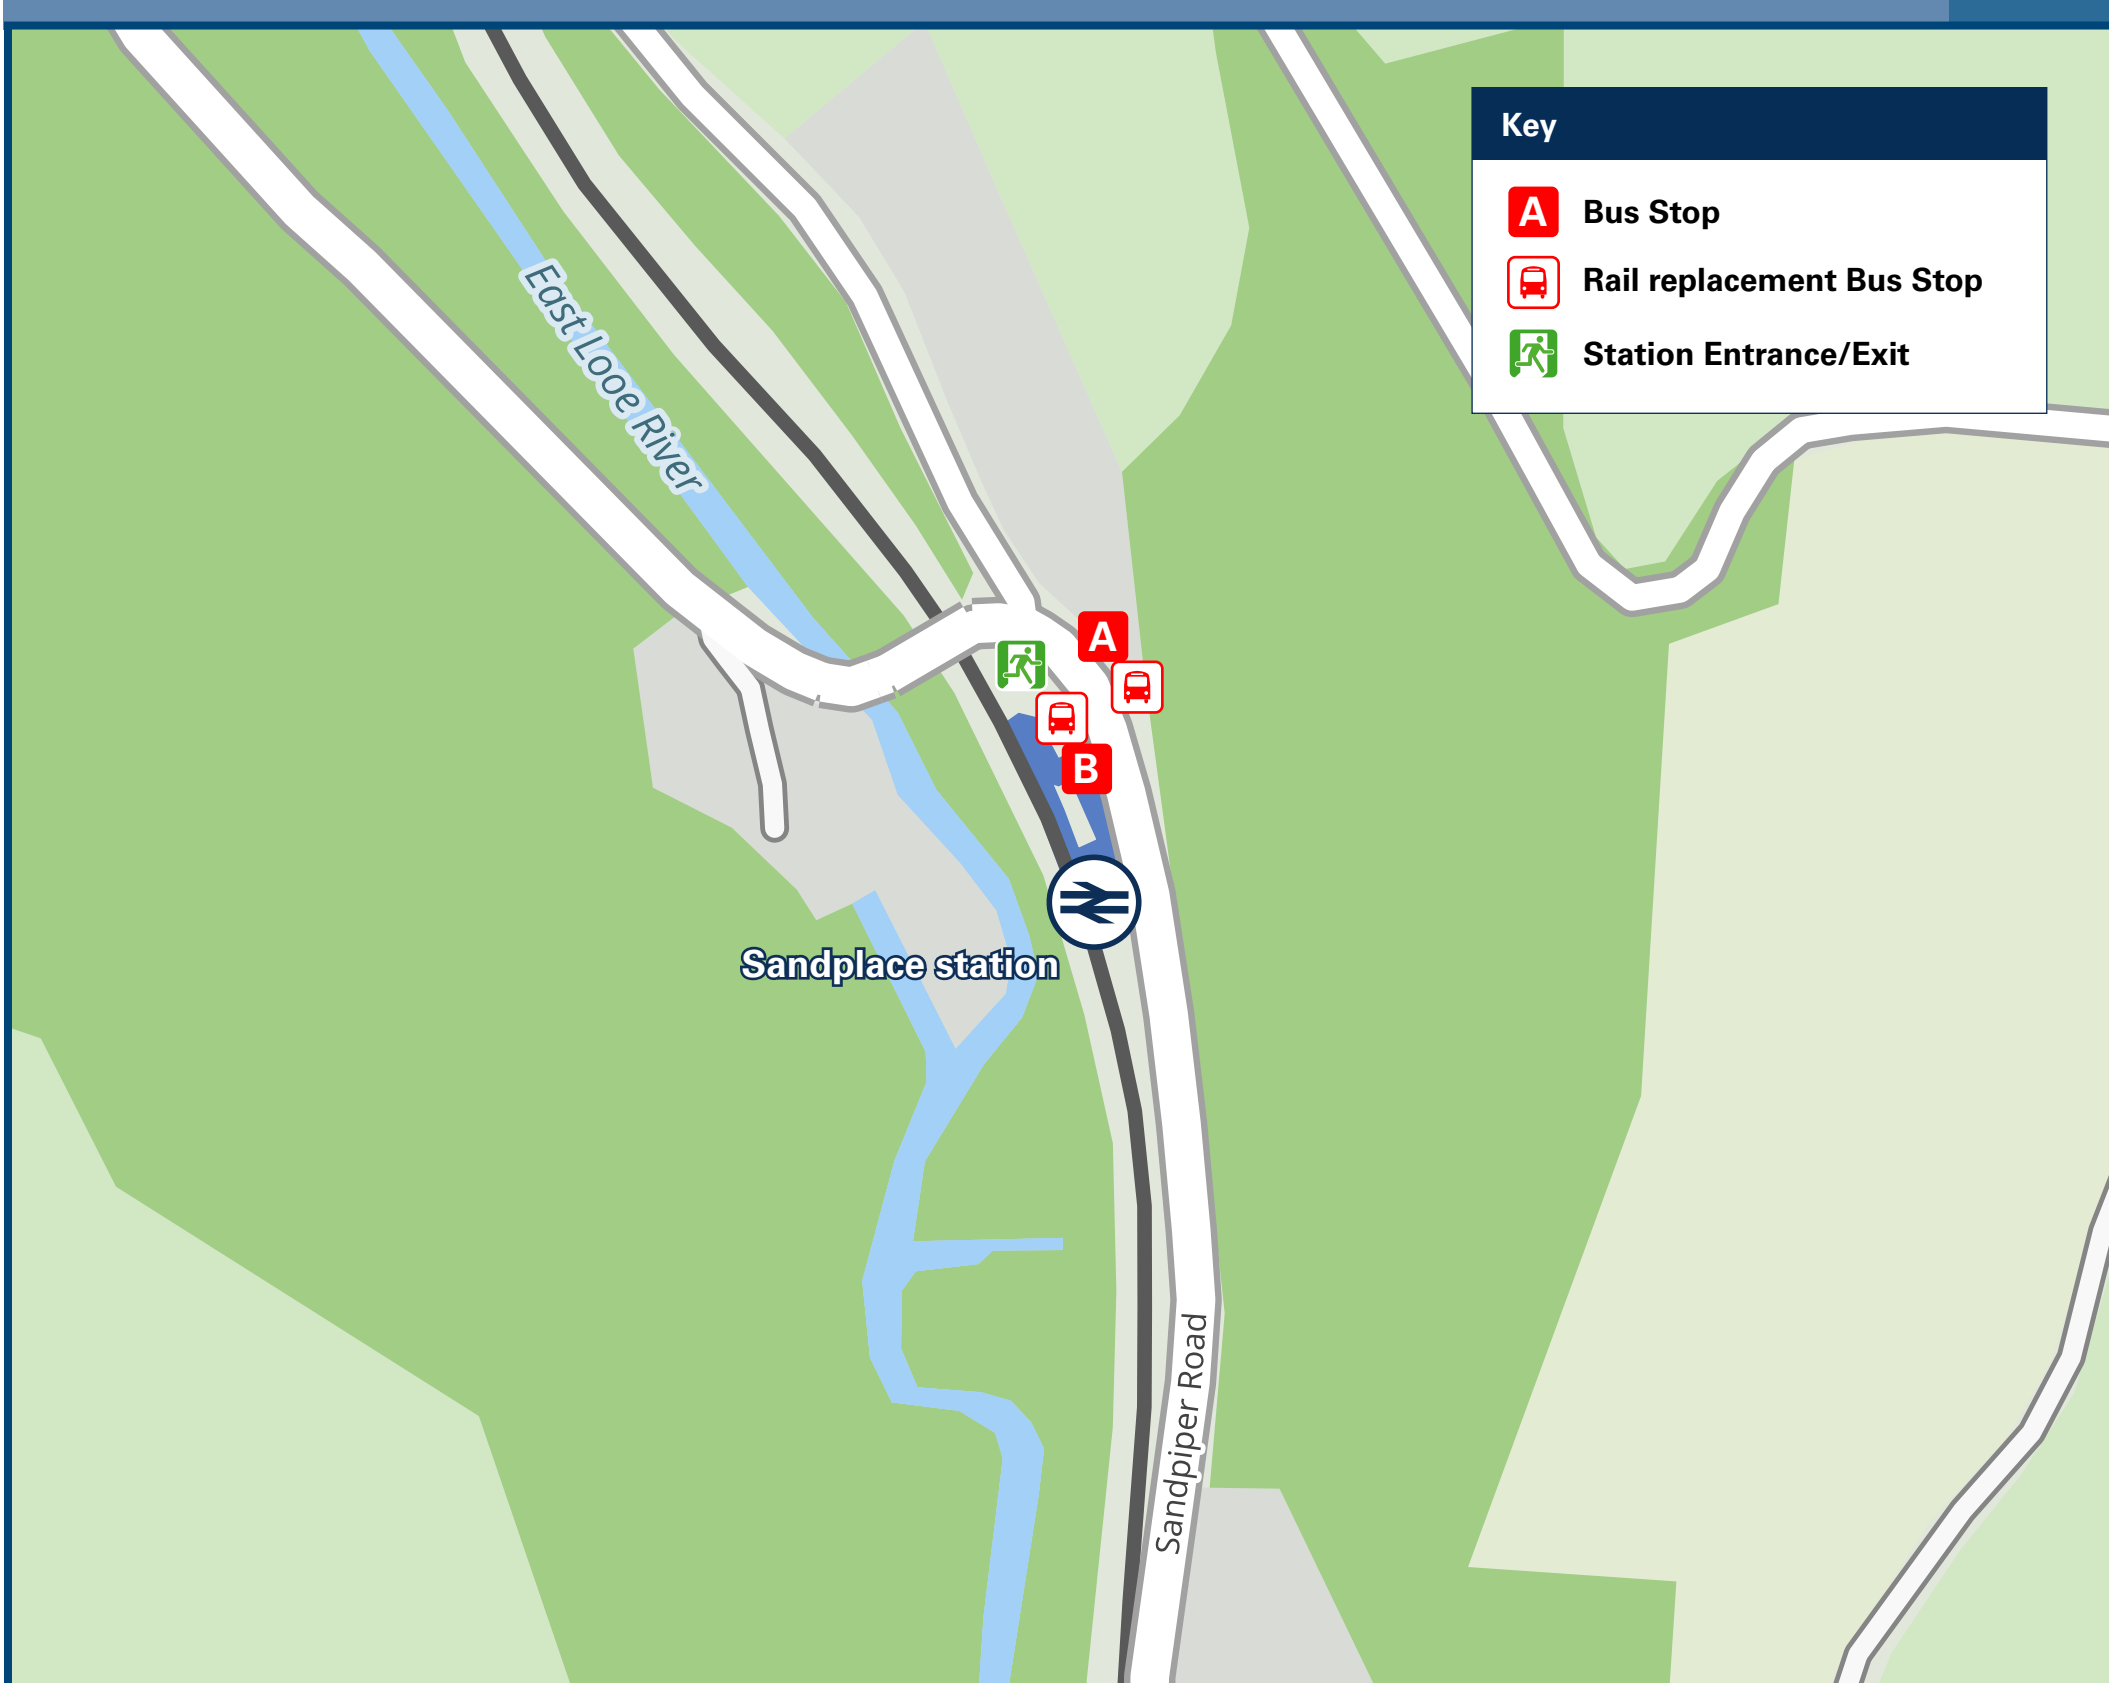 Key
A
Bus Stop
Rail replacement Bus Stop
Station Entrance/Exit
East Looe River
A
B
Sandplace station
Sandpiper Road